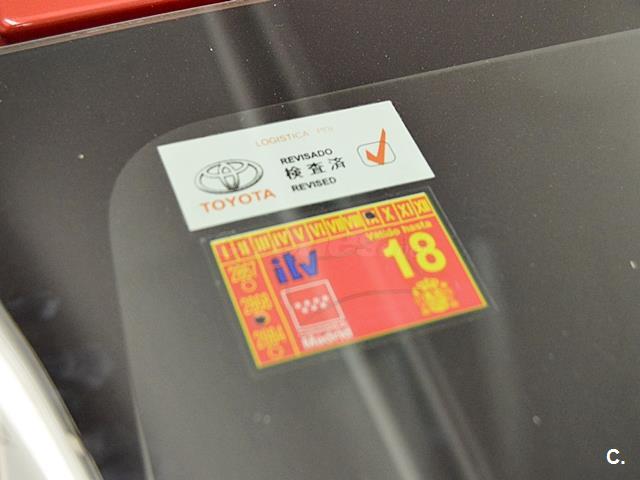 LOGISTICA PDI
REVISADO
検査済
REVISED
TOYOTA
I II III IV V VI VII VIII IX X XI XII
Válido hasta
18
itv
Madrid
C.